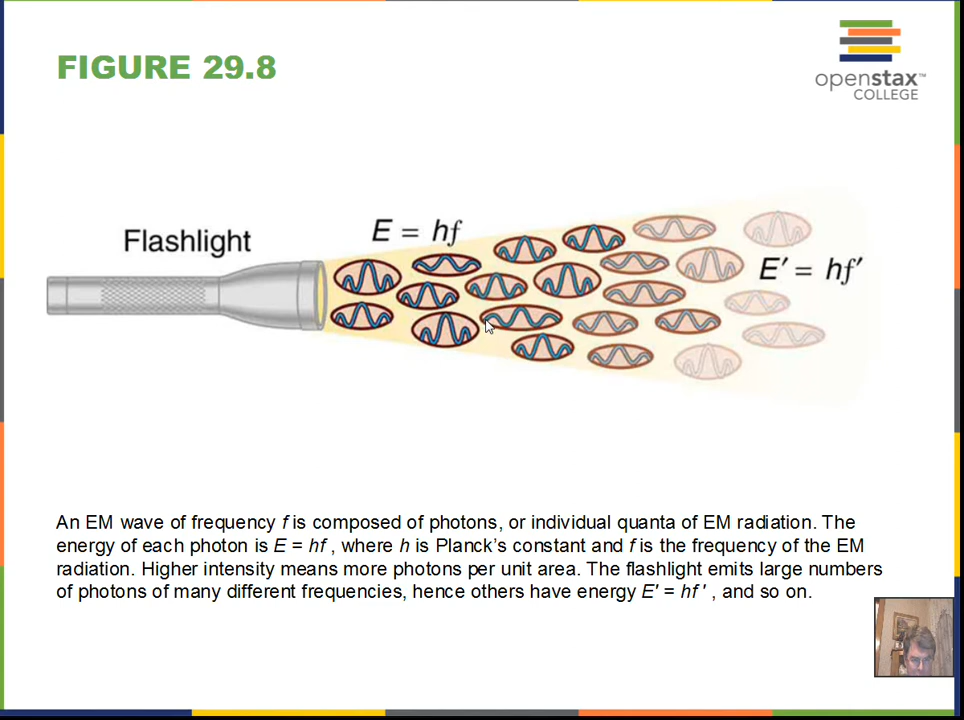 FIGURE 29.8
openstax™
COLLEGE
Flashlight
E = hf
E′ = hf′
An EM wave of frequency f is composed of photons, or individual quanta of EM radiation. The
energy of each photon is E = hf , where h is Planck’s constant and f is the frequency of the EM
radiation. Higher intensity means more photons per unit area. The flashlight emits large numbers
of photons of many different frequencies, hence others have energy E′ = hf ′ , and so on.